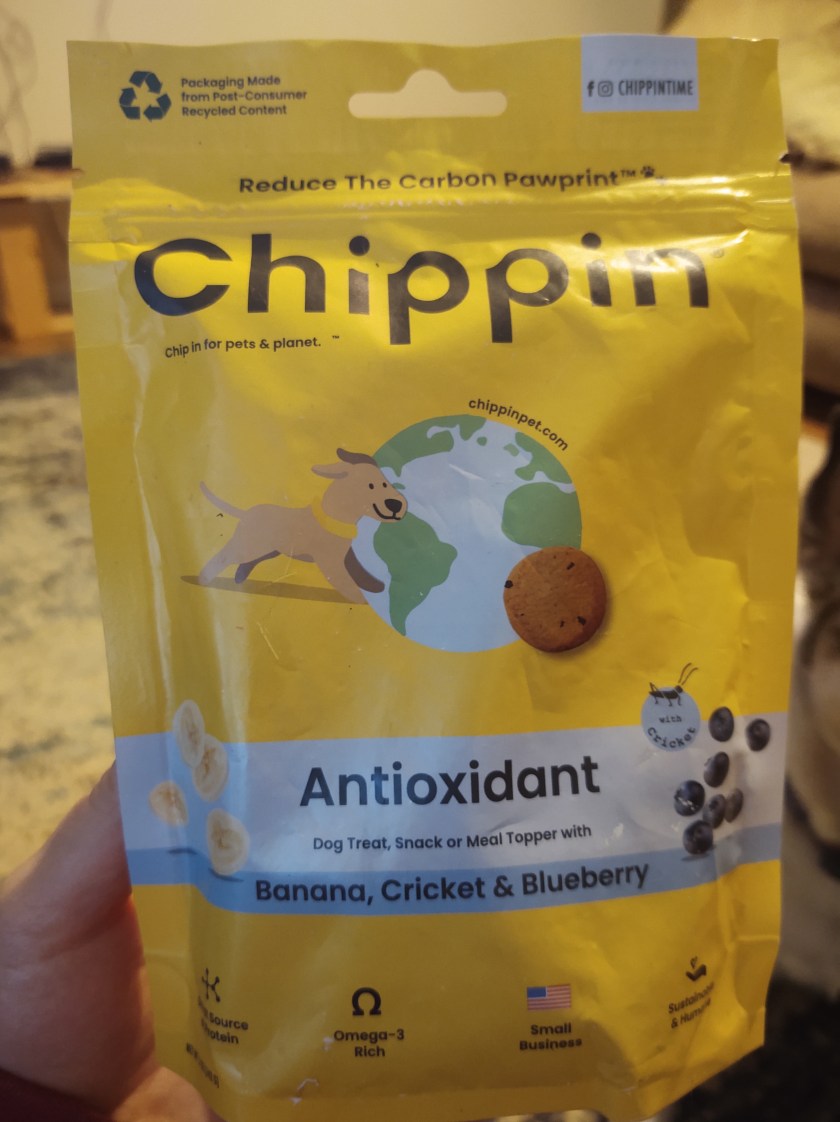 Packaging Made
from Post-Consumer
Recycled Content
f CHIPPINTIME
Reduce The Carbon Pawprint™
Chippin®
Chip in for pets & planet. ™
chippinpet.com
with
Cricket
Antioxidant
Dog Treat, Snack or Meal Topper with
Banana, Cricket & Blueberry
Source
Omega-3
Rich
Small
Business
&